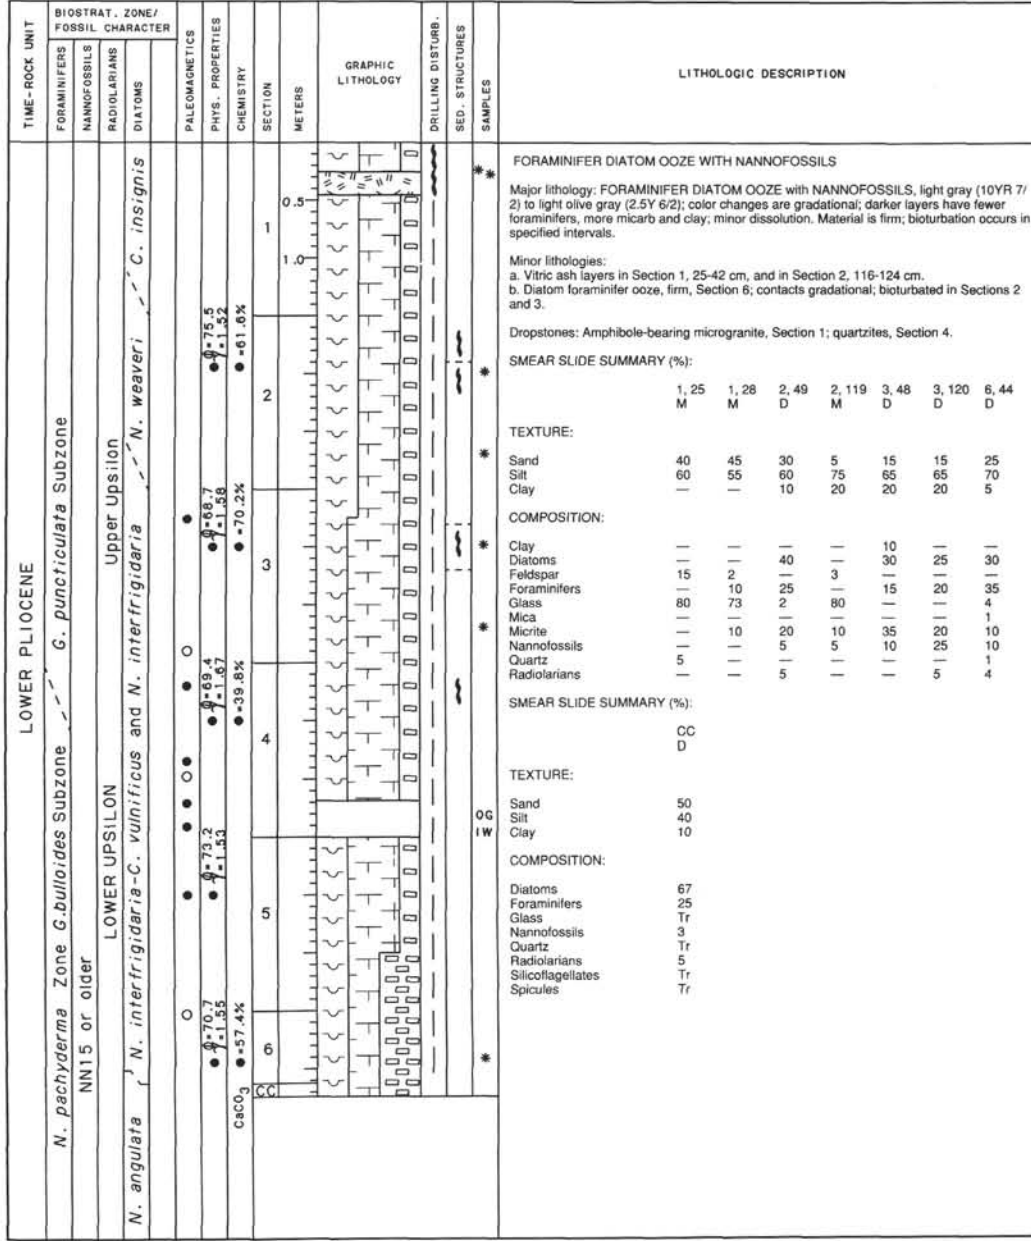 TIME-ROCK UNIT
BIOSTRAT. ZONE/
FOSSIL CHARACTER
FORAMINIFERS
NANNOFOSSILS
RADIOLARIANS
DIATOMS
PALEOMAGNETICS
PHYS. PROPERTIES
CHEMISTRY
SECTION
METERS
GRAPHIC
LITHOLOGY
DRILLING DISTURB.
SED. STRUCTURES
SAMPLES
LITHOLOGIC DESCRIPTION
LOWER PLIOCENE
N. pachyderma Zone G.bulloides Subzone G. puncticulata Subzone
NN15 or older
LOWER UPSILON Upper Upsilon
N. angulata N. interfrigidaria-C. vulnificus and N. interfrigidaria N. weaveri C. insignis
φ=75.5
γ=1.52
φ=68.7
γ=1.58
φ=69.4
γ=1.67
φ=73.2
γ=1.53
φ=70.7
γ=1.55
=61.6%
=70.2%
=39.8%
=57.4%
CaCO3
1
2
3
4
5
6
CC
0.5
1.0
* *
*
*
*
*
OG
IW
*
FORAMINIFER DIATOM OOZE WITH NANNOFOSSILS
Major lithology: FORAMINIFER DIATOM OOZE with NANNOFOSSILS, light gray (10YR 7/
2) to light olive gray (2.5Y 6/2); color changes are gradational; darker layers have fewer
foraminifers, more micarb and clay; minor dissolution. Material is firm; bioturbation occurs in
specified intervals.
Minor lithologies:
a. Vitric ash layers in Section 1, 25-42 cm, and in Section 2, 116-124 cm.
b. Diatom foraminifer ooze, firm, Section 6; contacts gradational; bioturbated in Sections 2
and 3.
Dropstones: Amphibole-bearing microgranite, Section 1; quartzites, Section 4.
SMEAR SLIDE SUMMARY (%):
1, 25 1, 28 2, 49 2, 119 3, 48 3, 120 6, 44
M M D M D D D
TEXTURE:
Sand 40 45 30 5 15 15 25
Silt 60 55 60 75 65 65 70
Clay — — 10 20 20 20 5
COMPOSITION:
Clay — — — — 10 — —
Diatoms — — 40 — 30 25 30
Feldspar 15 2 — 3 — — —
Foraminifers — 10 25 — 15 20 35
Glass 80 73 2 80 — — 4
Mica — — — — — — 1
Micrite — 10 20 10 35 20 10
Nannofossils — — 5 5 10 25 10
Quartz 5 — — — — — 1
Radiolarians — — 5 — — 5 4
SMEAR SLIDE SUMMARY (%):
CC
D
TEXTURE:
Sand 50
Silt 40
Clay 10
COMPOSITION:
Diatoms 67
Foraminifers 25
Glass Tr
Nannofossils 3
Quartz Tr
Radiolarians 5
Silicoflagellates Tr
Spicules Tr